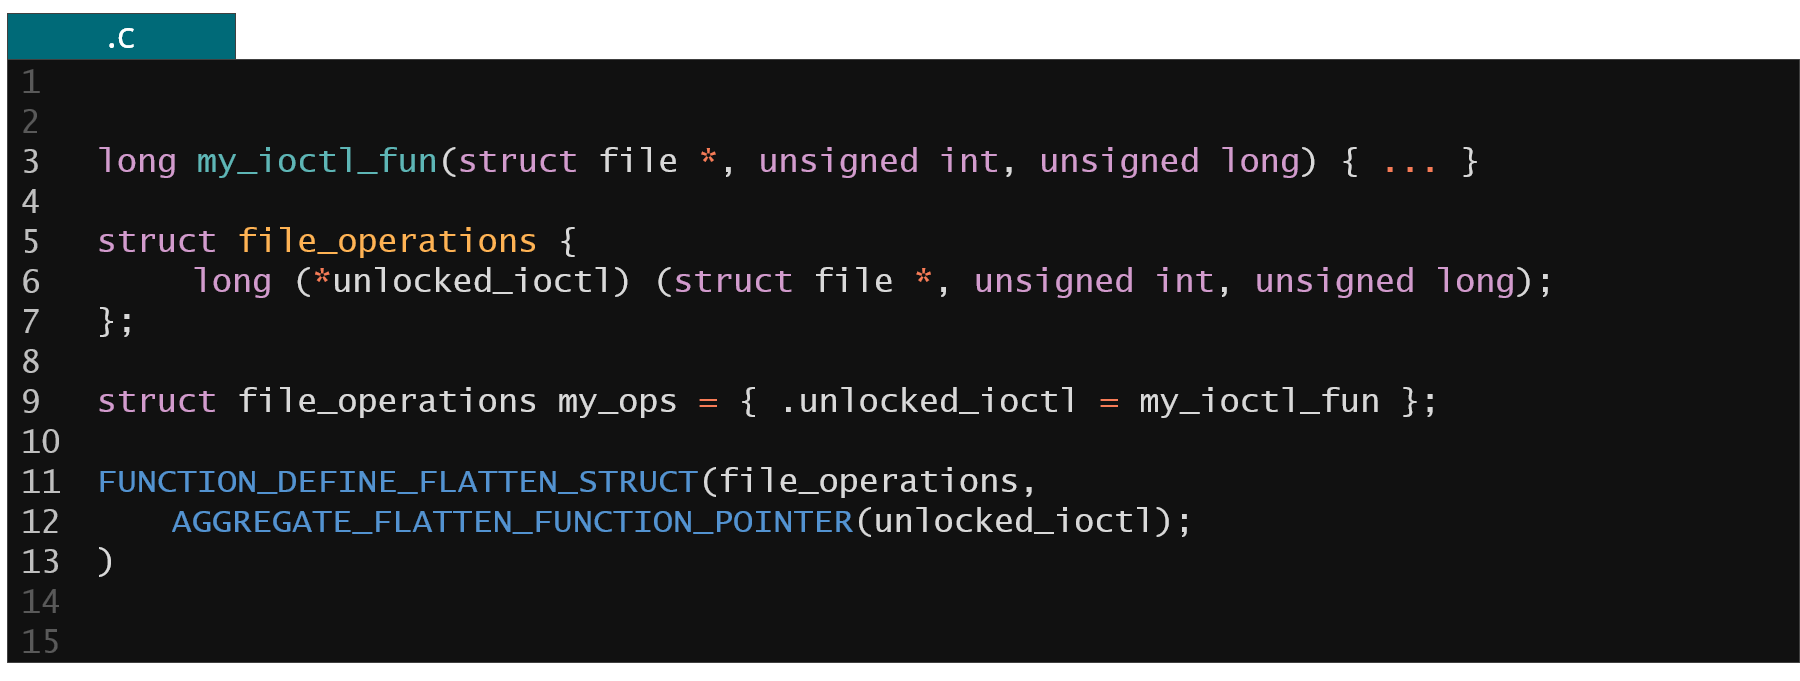 .c
1
2
3 long my_ioctl_fun(struct file *, unsigned int, unsigned long) { ... }
4
5 struct file_operations {
6 long (*unlocked_ioctl) (struct file *, unsigned int, unsigned long);
7 };
8
9 struct file_operations my_ops = { .unlocked_ioctl = my_ioctl_fun };
10
11 FUNCTION_DEFINE_FLATTEN_STRUCT(file_operations,
12 AGGREGATE_FLATTEN_FUNCTION_POINTER(unlocked_ioctl);
13 )
14
15